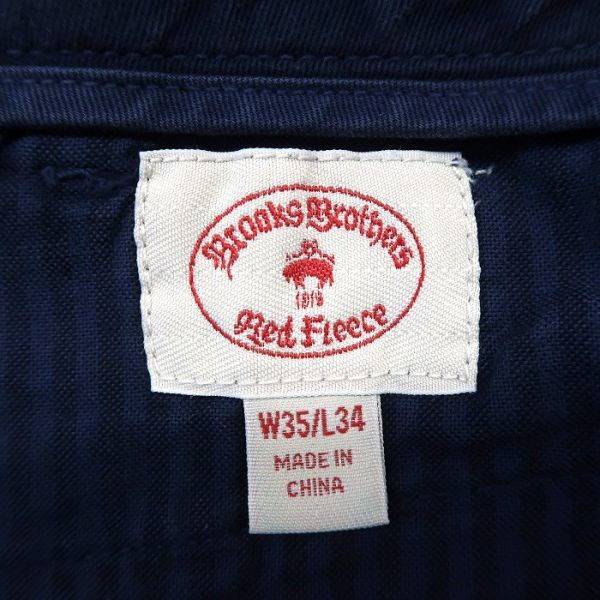 Brooks Brothers
1818
Red Fleece
W35/L34
MADE IN
CHINA